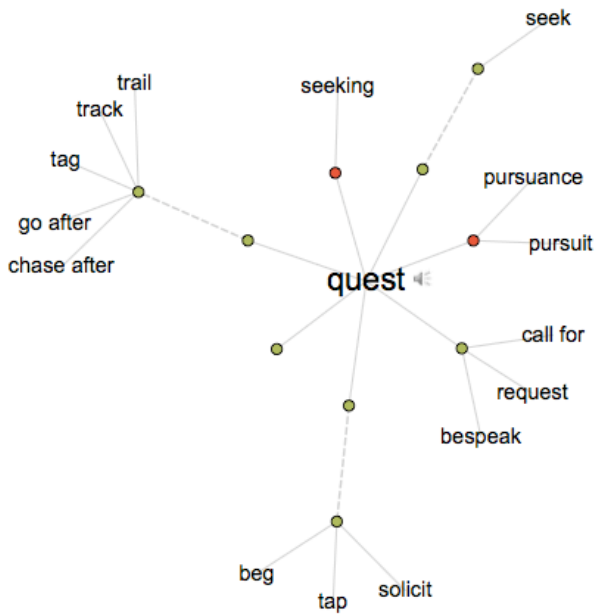 seek
trail
seeking
track
tag
pursuance
go after
pursuit
chase after
quest
call for
request
bespeak
beg
solicit
tap